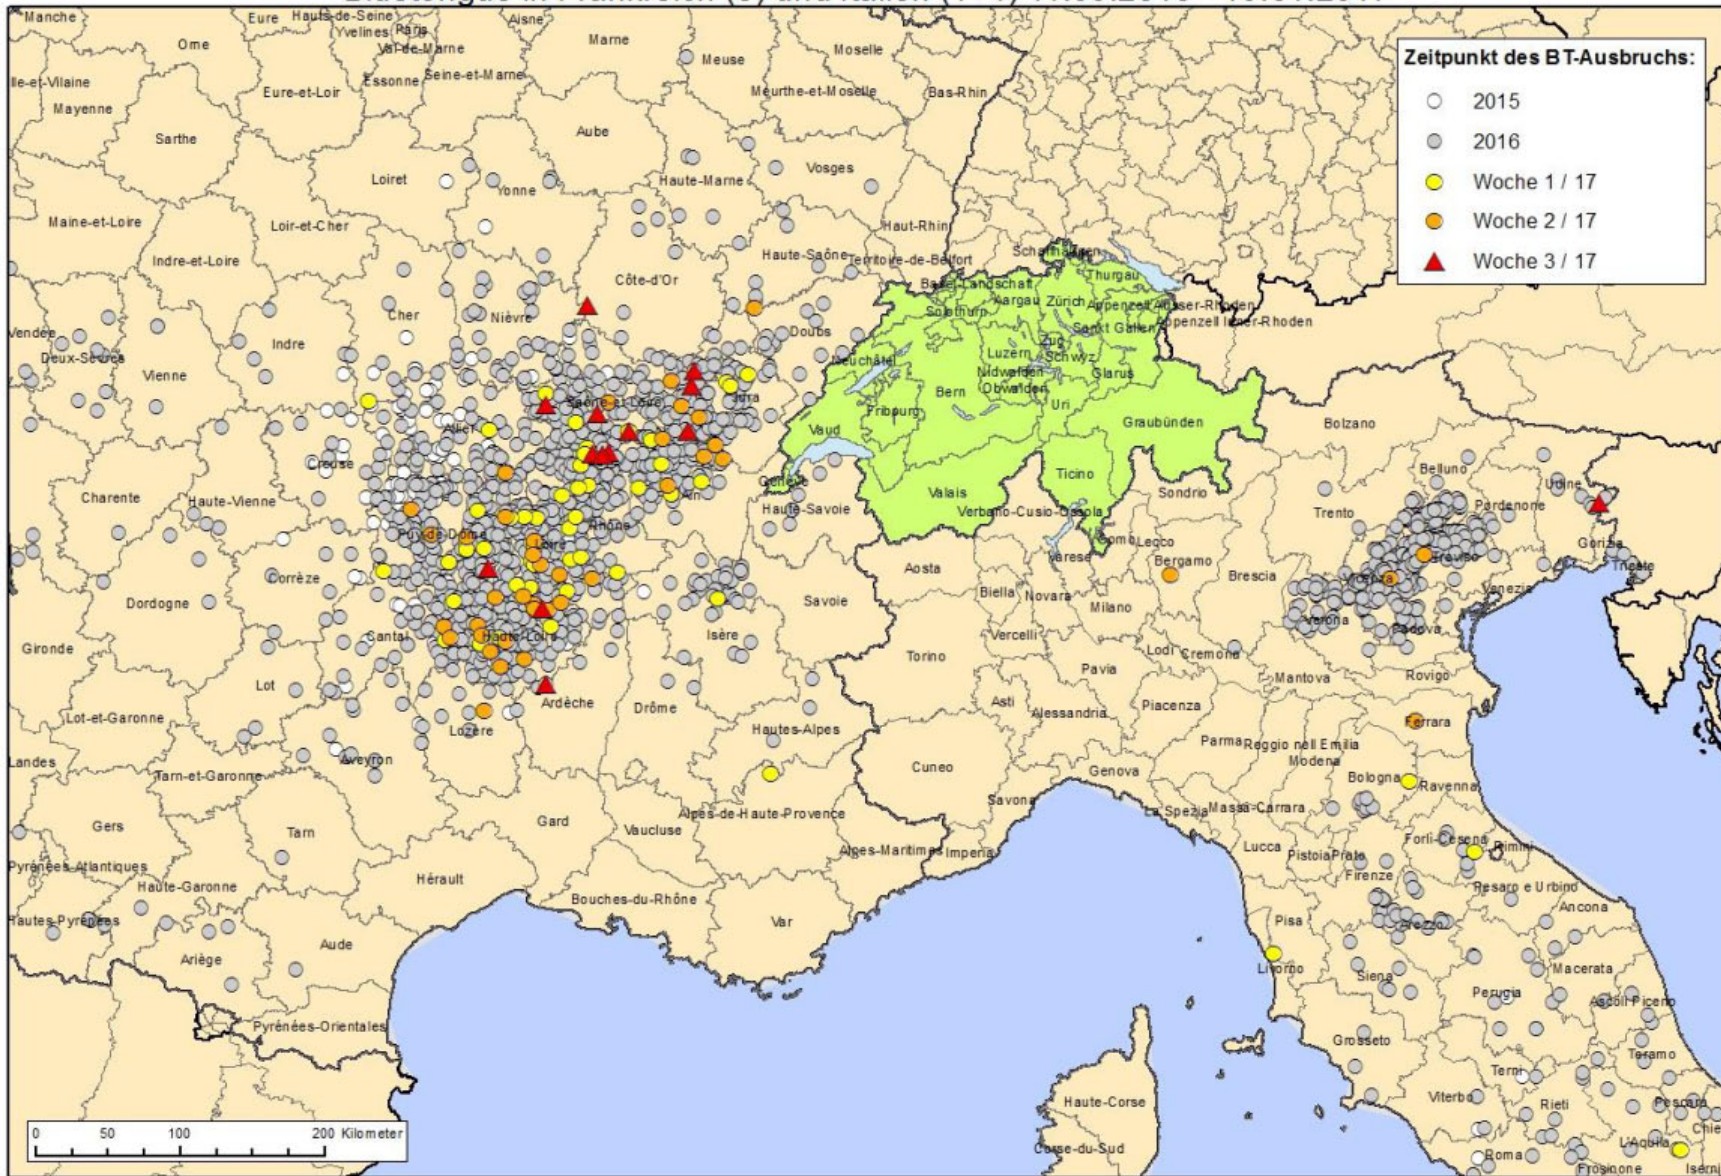 Zeitpunkt des BT-Ausbruchs:
2015
2016
Woche 1 / 17
Woche 2 / 17
Woche 3 / 17
Manche
Eure
Hauts-de-Seine
Paris
Aisne
Yvelines
Val-de-Marne
Orne
Marne
Moselle
Meuse
Essonne
Seine-et-Marne
Ille-et-Vilaine
Eure-et-Loir
Meurthe-et-Moselle
Bas-Rhin
Mayenne
Sarthe
Aube
Vosges
Loiret
Yonne
Haute-Marne
Maine-et-Loire
Loir-et-Cher
Haut-Rhin
Indre-et-Loire
Haute-Saône
Territoire-de-Belfort
Côte-d'Or
Schaffhausen
Thurgau
Basel-Landschaft
Aargau
Zürich
Appenzell Ausser-Rhoden
Solothurn
Appenzell Inner-Rhoden
Sankt Gallen
Cher
Nièvre
Vendée
Deux-Sèvres
Indre
Doubs
Zug
Neuchâtel
Luzern
Schwyz
Vienne
Nidwalden
Glarus
Obwalden
Bern
Jura
Saône-et-Loire
Fribourg
Uri
Graubünden
Bolzano
Allier
Vaud
Creuse
Ticino
Belluno
Charente
Haute-Vienne
Ain
Genève
Valais
Sondrio
Udine
Haute-Savoie
Verbano-Cusio-Ossola
Trento
Pordenone
Rhône
Puy-de-Dôme
Loire
Como
Lecco
Gorizia
Varese
Treviso
Aosta
Bergamo
Trieste
Corrèze
Brescia
Vicenza
Venezia
Dordogne
Savoie
Biella
Novara
Milano
Verona
Padova
Cantal
Haute-Loire
Isère
Vercelli
Gironde
Torino
Lodi
Cremona
Pavia
Lot
Mantova
Rovigo
Ardèche
Drôme
Asti
Alessandria
Piacenza
Lot-et-Garonne
Lozère
Hautes-Alpes
Ferrara
Parma
Reggio nell Emilia
Landes
Aveyron
Modena
Tarn-et-Garonne
Cuneo
Genova
Bologna
Ravenna
Savona
La Spezia
Massa-Carrara
Gers
Tarn
Gard
Vaucluse
Alpes-de-Haute-Provence
Forlì-Cesena
Rimini
Alpes-Maritimes
Imperia
Lucca
Pistoia
Prato
Pyrénées-Atlantiques
Hérault
Firenze
Haute-Garonne
Pesaro e Urbino
Bouches-du-Rhône
Ancona
Hautes-Pyrénées
Var
Pisa
Arezzo
Aude
Ariège
Livorno
Siena
Macerata
Perugia
Ascoli Piceno
Pyrénées-Orientales
Grosseto
Teramo
Terni
Viterbo
Rieti
Pescara
Haute-Corse
Chie
L'Aquila
Corse-du-Sud
Roma
Frosinone
Isern
0 50 100 200 Kilometer